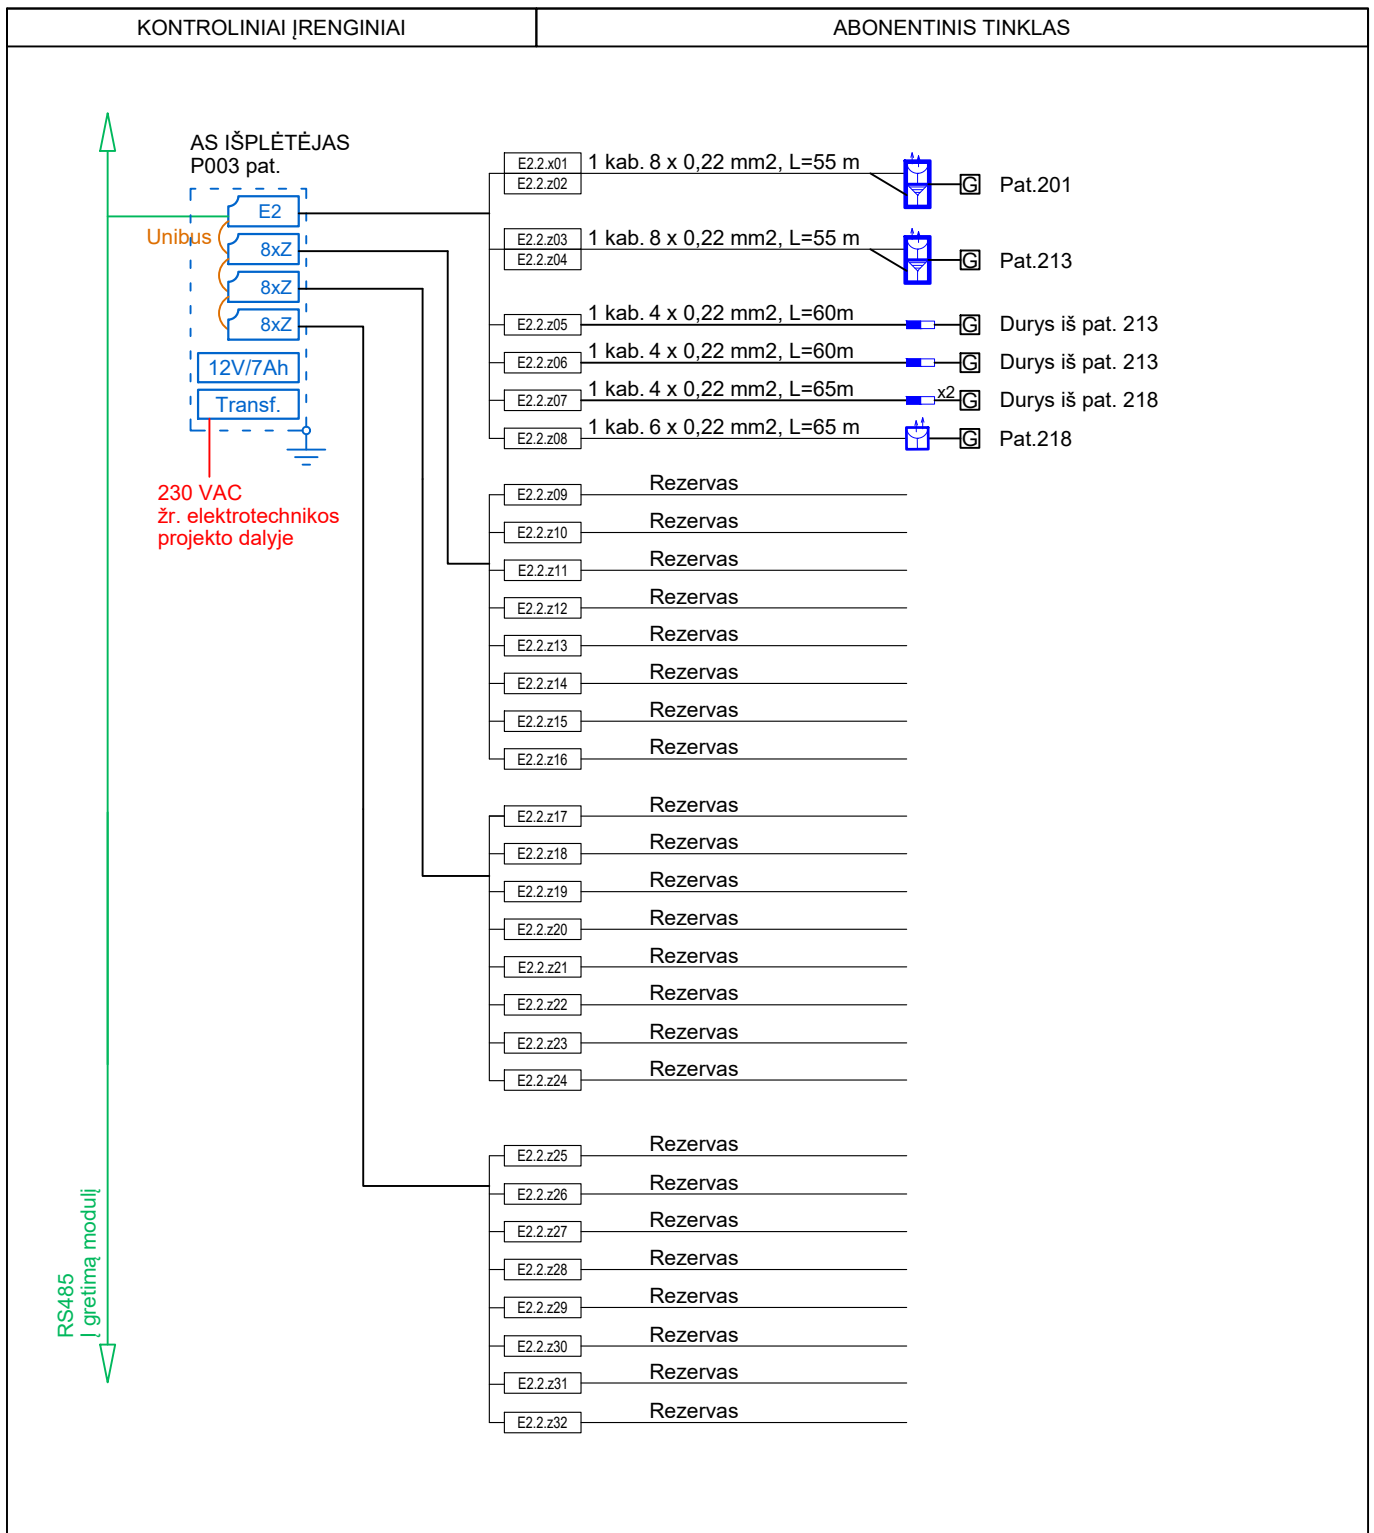 KONTROLINIAI ĮRENGINIAI
ABONENTINIS TINKLAS
AS IŠPLĖTĖJAS
P003 pat.
E2
Unibus
8xZ
8xZ
8xZ
12V/7Ah
Transf.
230 VAC
žr. elektrotechnikos
projekto dalyje
RS485
Į gretimą modulį
E2.2.x01
E2.2.z02
1 kab. 8 x 0,22 mm2, L=55 m
G
Pat.201
E2.2.z03
E2.2.z04
1 kab. 8 x 0,22 mm2, L=55 m
G
Pat.213
E2.2.z05
1 kab. 4 x 0,22 mm2, L=60m
G
Durys iš pat. 213
E2.2.z06
1 kab. 4 x 0,22 mm2, L=60m
G
Durys iš pat. 213
E2.2.z07
1 kab. 4 x 0,22 mm2, L=65m
x2
G
Durys iš pat. 218
E2.2.z08
1 kab. 6 x 0,22 mm2, L=65 m
G
Pat.218
E2.2.z09
Rezervas
E2.2.z10
Rezervas
E2.2.z11
Rezervas
E2.2.z12
Rezervas
E2.2.z13
Rezervas
E2.2.z14
Rezervas
E2.2.z15
Rezervas
E2.2.z16
Rezervas
E2.2.z17
Rezervas
E2.2.z18
Rezervas
E2.2.z19
Rezervas
E2.2.z20
Rezervas
E2.2.z21
Rezervas
E2.2.z22
Rezervas
E2.2.z23
Rezervas
E2.2.z24
Rezervas
E2.2.z25
Rezervas
E2.2.z26
Rezervas
E2.2.z27
Rezervas
E2.2.z28
Rezervas
E2.2.z29
Rezervas
E2.2.z30
Rezervas
E2.2.z31
Rezervas
E2.2.z32
Rezervas